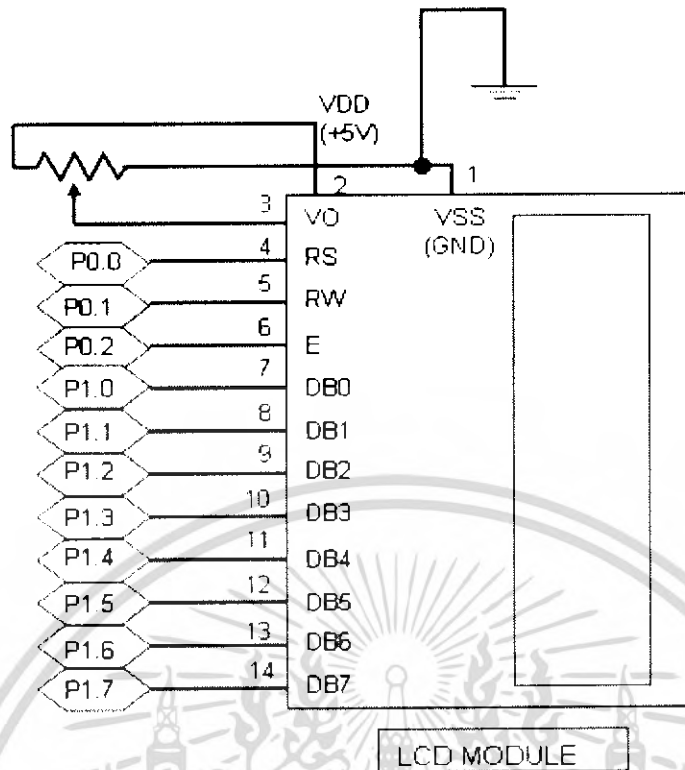 VDD
(+5V)
2
1
3
VO
VSS
(GND)
P0.0
4
RS
P0.1
5
RW
P0.2
6
E
P1.0
7
DB0
P1.1
8
DB1
P1.2
9
DB2
P1.3
10
DB3
P1.4
11
DB4
P1.5
12
DB5
P1.6
13
DB6
P1.7
14
DB7
LCD MODULE